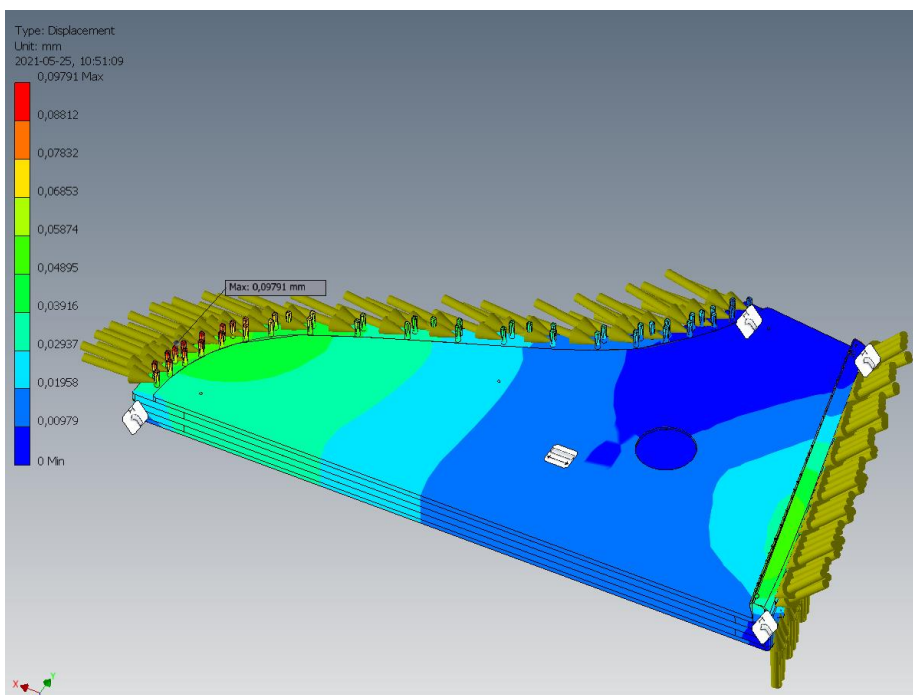 Type: Displacement
Unit: mm
2021-05-25, 10:51:09
0,09791 Max
0,08812
0,07832
0,06853
0,05874
0,04895
0,03916
0,02937
0,01958
0,00979
0 Min
Max: 0,09791 mm
X
Y